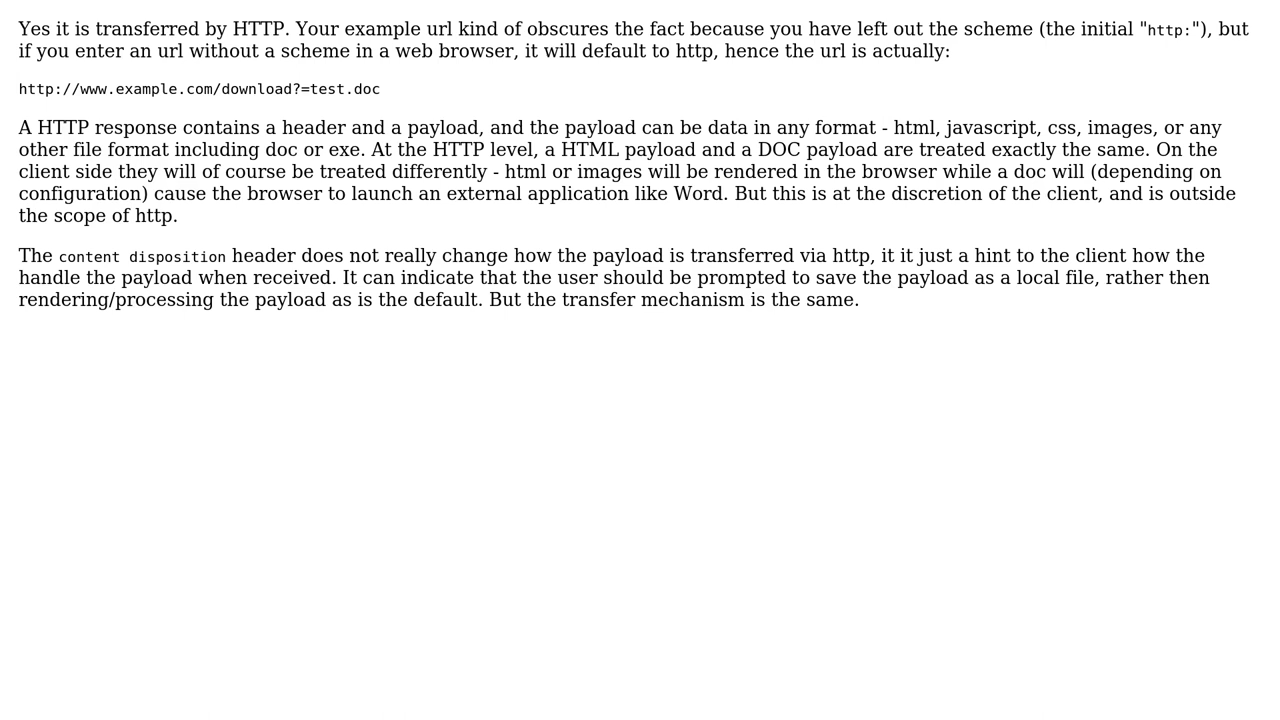 Yes it is transferred by HTTP. Your example url kind of obscures the fact because you have left out the scheme (the initial "http:"), but
if you enter an url without a scheme in a web browser, it will default to http, hence the url is actually:
http://www.example.com/download?=test.doc
A HTTP response contains a header and a payload, and the payload can be data in any format - html, javascript, css, images, or any
other file format including doc or exe. At the HTTP level, a HTML payload and a DOC payload are treated exactly the same. On the
client side they will of course be treated differently - html or images will be rendered in the browser while a doc will (depending on
configuration) cause the browser to launch an external application like Word. But this is at the discretion of the client, and is outside
the scope of http.
The content disposition header does not really change how the payload is transferred via http, it it just a hint to the client how the
handle the payload when received. It can indicate that the user should be prompted to save the payload as a local file, rather then
rendering/processing the payload as is the default. But the transfer mechanism is the same.